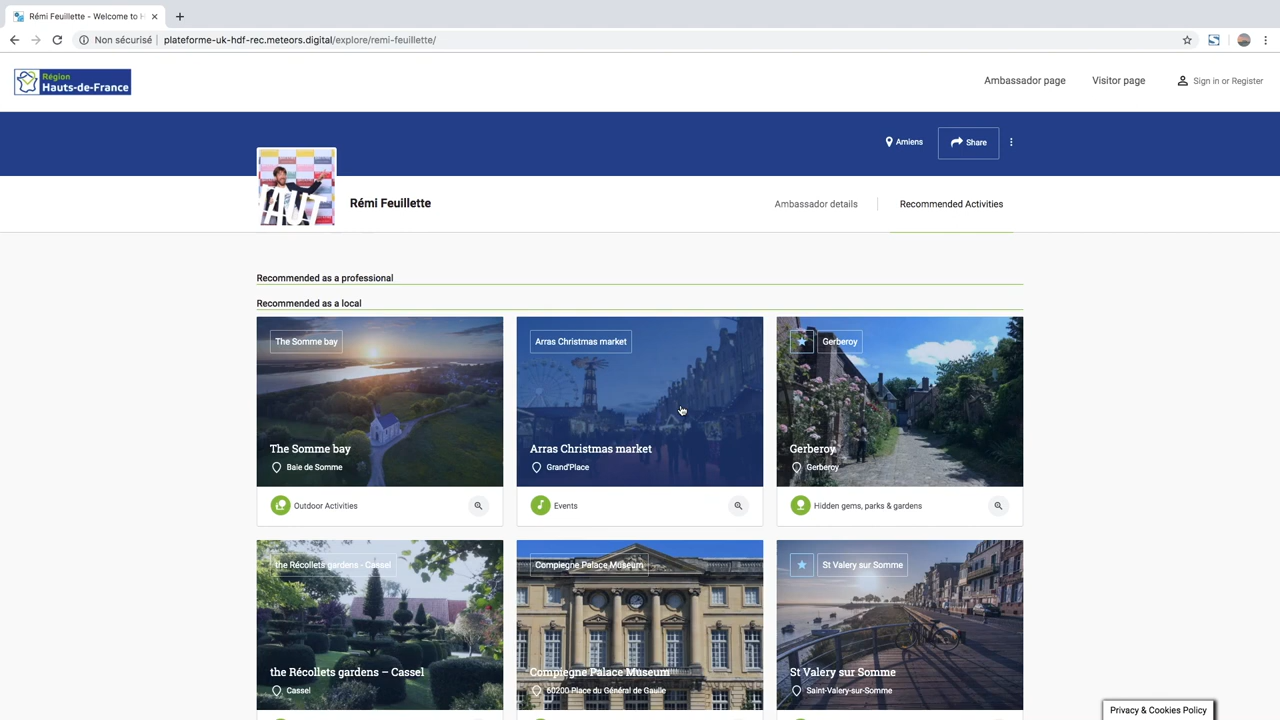 Rémi Feuillette - Welcome to H
Non sécurisé
plateforme-uk-hdf-rec.meteors.digital/explore/remi-feuillette/
Région
Hauts-de-France
Ambassador page
Visitor page
Sign in or Register
Amiens
Share
HAUT
Rémi Feuillette
Ambassador details
Recommended Activities
Recommended as a professional
Recommended as a local
The Somme bay
Arras Christmas market
Gerberoy
The Somme bay
Arras Christmas market
Gerberoy
Baie de Somme
Grand'Place
Gerberoy
Outdoor Activities
Events
Hidden gems, parks & gardens
the Récollets gardens - Cassel
Compiegne Palace Museum
St Valery sur Somme
the Récollets gardens – Cassel
Compiegne Palace Museum
St Valery sur Somme
Cassel
60200 Place du Général de Gaulle
Saint-Valery-sur-Somme
Privacy & Cookies Policy